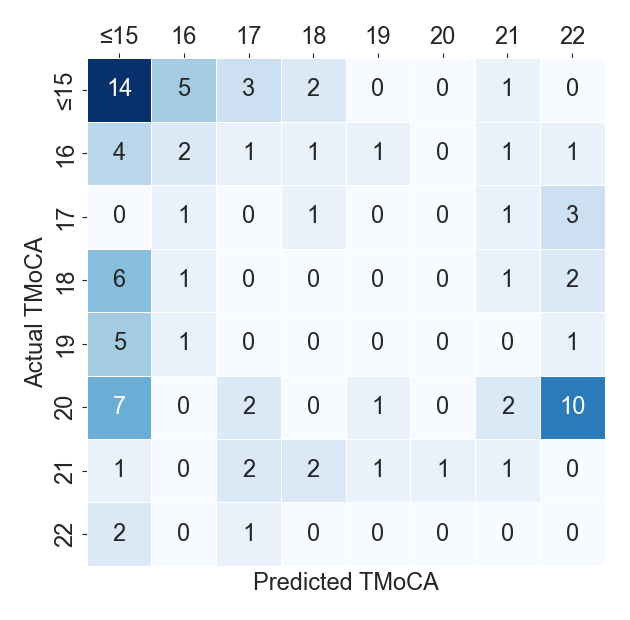 ≤15 16 17 18 19 20 21 22
≤15 14 5 3 2 0 0 1 0
16 4 2 1 1 1 0 1 1
17 0 1 0 1 0 0 1 3
18 6 1 0 0 0 0 1 2
19 5 1 0 0 0 0 0 1
20 7 0 2 0 1 0 2 10
21 1 0 2 2 1 1 1 0
22 2 0 1 0 0 0 0 0
Actual TMoCA
Predicted TMoCA